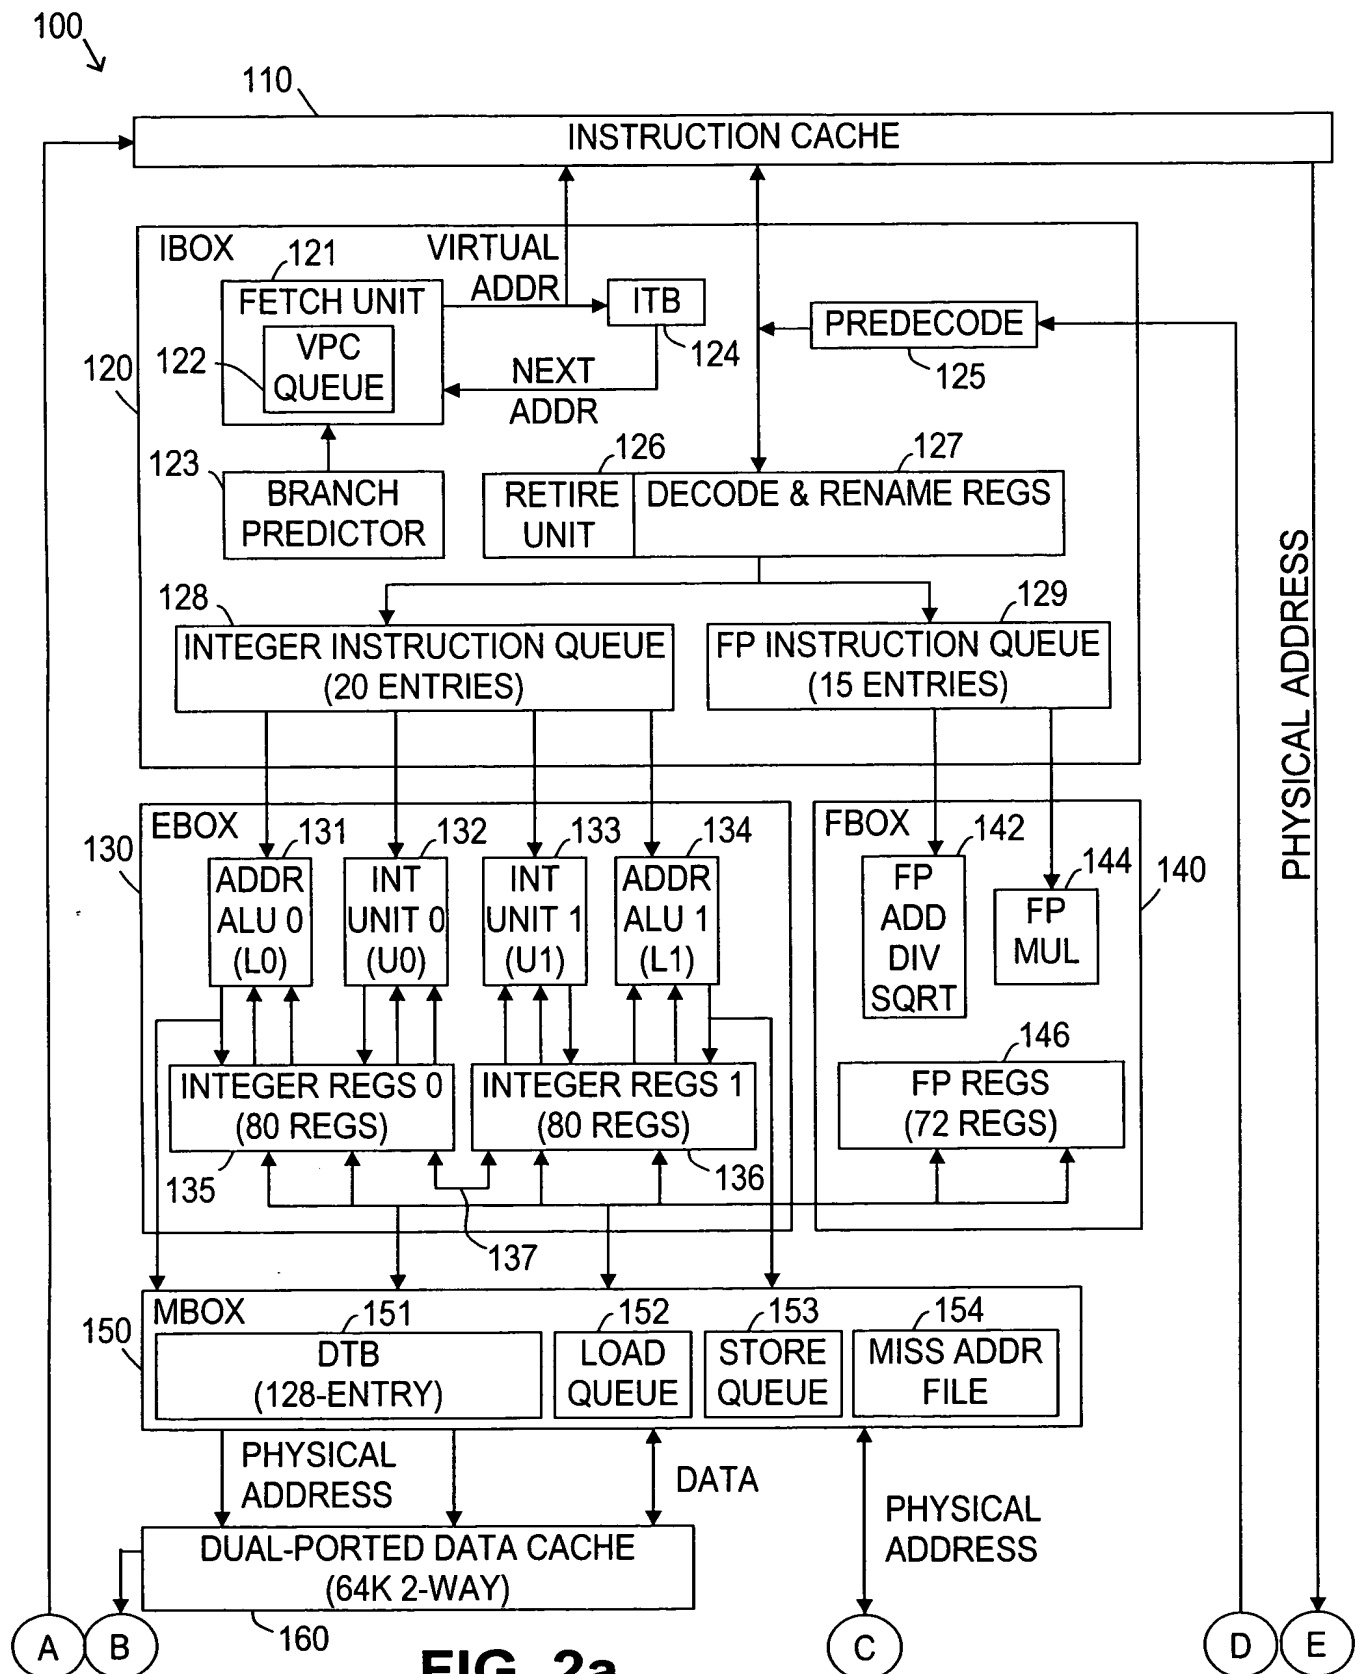 100
110
INSTRUCTION CACHE
IBOX
121
VIRTUAL
ADDR
FETCH UNIT
ITB
PREDECODE
VPC
QUEUE
122
124
120
125
NEXT
ADDR
123
126
127
BRANCH
PREDICTOR
RETIRE
UNIT
DECODE & RENAME REGS
PHYSICAL ADDRESS
128
129
INTEGER INSTRUCTION QUEUE
(20 ENTRIES)
FP INSTRUCTION QUEUE
(15 ENTRIES)
EBOX
131
132
133
134
FBOX
142
130
144
140
ADDR
ALU 0
(L0)
INT
UNIT 0
(U0)
INT
UNIT 1
(U1)
ADDR
ALU 1
(L1)
FP
ADD
DIV
SQRT
FP
MUL
146
INTEGER REGS 0
(80 REGS)
INTEGER REGS 1
(80 REGS)
FP REGS
(72 REGS)
135
136
137
MBOX
151
152
153
154
150
DTB
(128-ENTRY)
LOAD
QUEUE
STORE
QUEUE
MISS ADDR
FILE
PHYSICAL
ADDRESS
DATA
PHYSICAL
ADDRESS
DUAL-PORTED DATA CACHE
(64K 2-WAY)
160
A
B
C
D
E
FIG. 2a